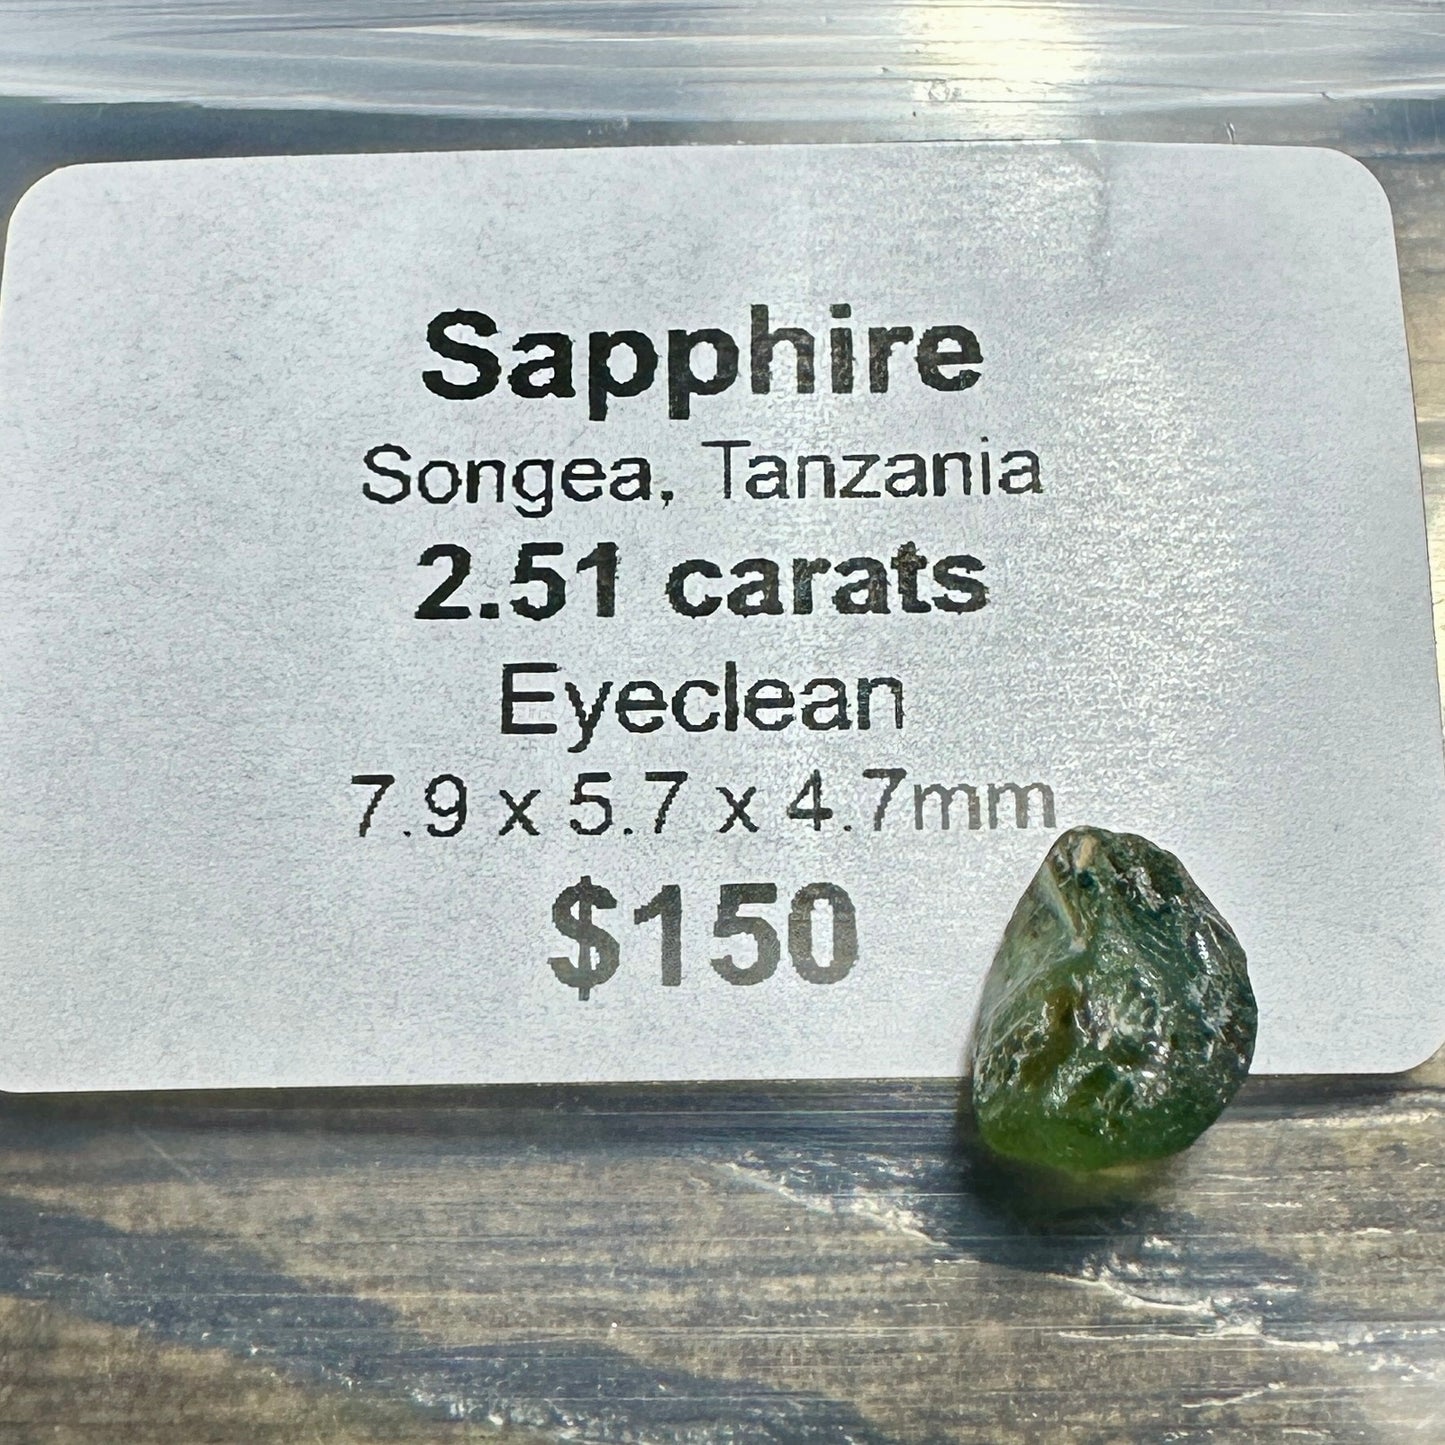 Sapphire
Songea, Tanzania
2.51 carats
Eyeclean
7.9 x 5.7 x 4.7mm
$150